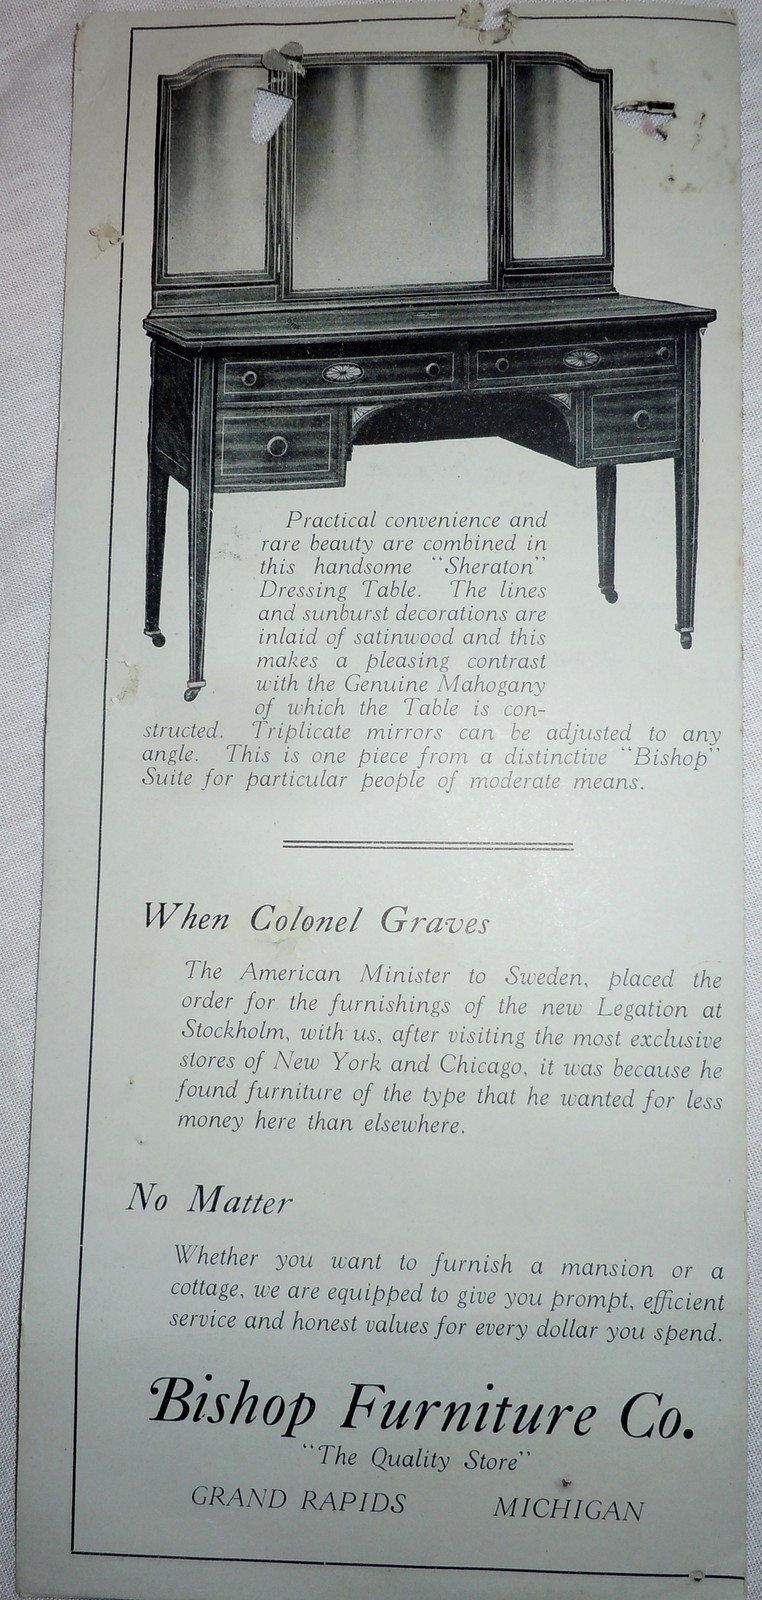 Practical convenience and
rare beauty are combined in
this handsome "Sheraton"
Dressing Table. The lines
and sunburst decorations are
inlaid of satinwood and this
makes a pleasing contrast
with the Genuine Mahogany
of which the Table is con-
structed. Triplicate mirrors can be adjusted to any
angle. This is one piece from a distinctive "Bishop"
Suite for particular people of moderate means.
When Colonel Graves
The American Minister to Sweden, placed the
order for the furnishings of the new Legation at
Stockholm, with us, after visiting the most exclusive
stores of New York and Chicago, it was because he
found furniture of the type that he wanted for less
money here than elsewhere.
No Matter
Whether you want to furnish a mansion or a
cottage, we are equipped to give you prompt, efficient
service and honest values for every dollar you spend.
Bishop Furniture Co.
"The Quality Store"
GRAND RAPIDS MICHIGAN